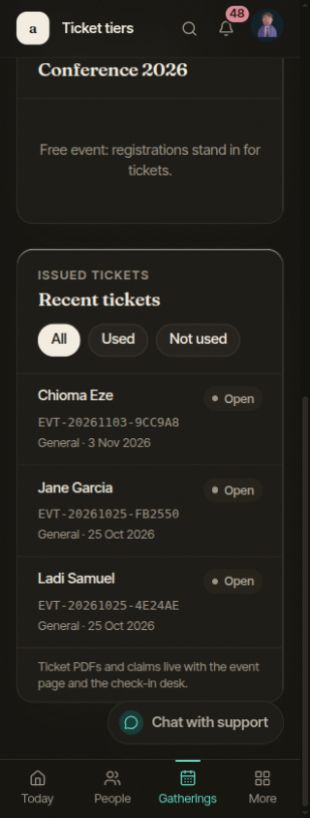 a
Ticket tiers
48
Conference 2026
Free event: registrations stand in for
tickets.
ISSUED TICKETS
Recent tickets
All
Used
Not used
Chioma Eze
Open
EVT-20261103-9CC9A8
General · 3 Nov 2026
Jane Garcia
Open
EVT-20261025-FB2550
General · 25 Oct 2026
Ladi Samuel
Open
EVT-20261025-4E24AE
General · 25 Oct 2026
Ticket PDFs and claims live with the event
page and the check-in desk.
Chat with support
Today
People
Gatherings
More